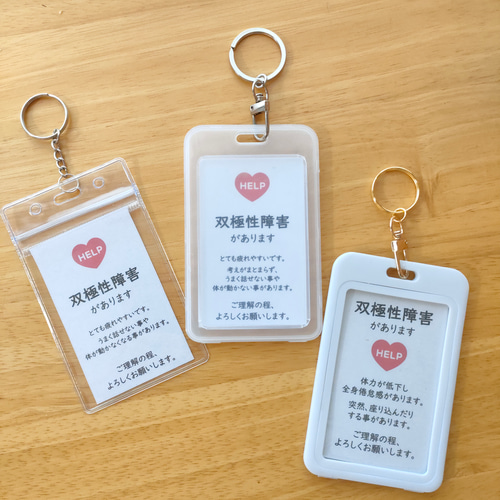 HELP
双極性障害
があります
とても疲れやすいです。
うまく話せない事や
体が動かなくなる事があります。
ご理解の程、
よろしくお願いします。
HELP
双極性障害
があります
とても疲れやすいです。
考えがまとまらず、
うまく話せない事や
体が動かない事があります。
ご理解の程、
よろしくお願いします。
双極性障害
があります
HELP
体力が低下し
全身倦怠感があります。
突然、座り込んだり
する事があります。
ご理解の程、
よろしくお願いします。